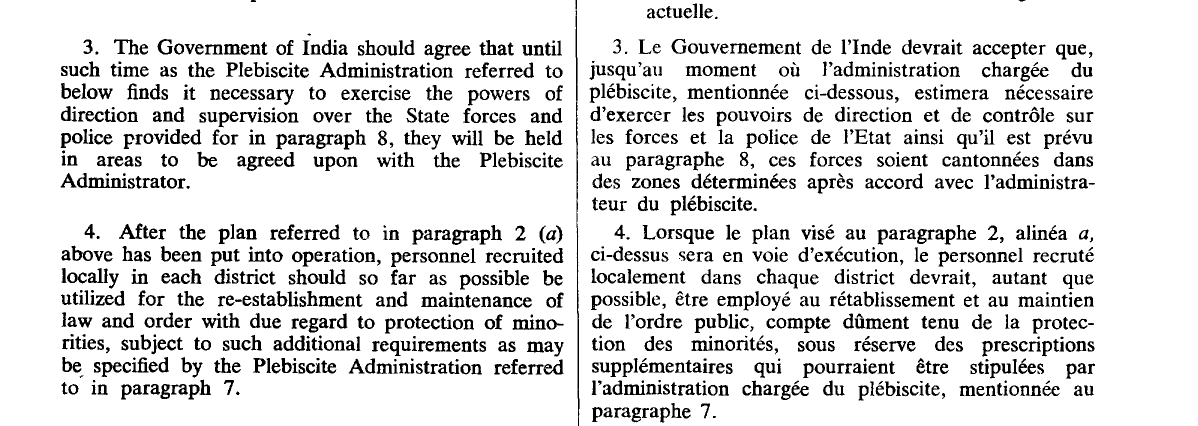 actuelle.
3. The Government of India should agree that until
such time as the Plebiscite Administration referred to
below finds it necessary to exercise the powers of
direction and supervision over the State forces and
police provided for in paragraph 8, they will be held
in areas to be agreed upon with the Plebiscite
Administrator.
4. After the plan referred to in paragraph 2 (a)
above has been put into operation, personnel recruited
locally in each district should so far as possible be
utilized for the re-establishment and maintenance of
law and order with due regard to protection of mino-
rities, subject to such additional requirements as may
be specified by the Plebiscite Administration referred
to in paragraph 7.
3. Le Gouvernement de l'Inde devrait accepter que,
jusqu'au moment où l'administration chargée du
plébiscite, mentionnée ci-dessous, estimera nécessaire
d'exercer les pouvoirs de direction et de contrôle sur
les forces et la police de l'Etat ainsi qu'il est prévu
au paragraphe 8, ces forces soient cantonnées dans
des zones déterminées après accord avec l'administra-
teur du plébiscite.
4. Lorsque le plan visé au paragraphe 2, alinéa a,
ci-dessus sera en voie d'exécution, le personnel recruté
localement dans chaque district devrait, autant que
possible, être employé au rétablissement et au maintien
de l'ordre public, compte dûment tenu de la protec-
tion des minorités, sous réserve des prescriptions
supplémentaires qui pourraient être stipulées par
l'administration chargée du plébiscite, mentionnée au
paragraphe 7.